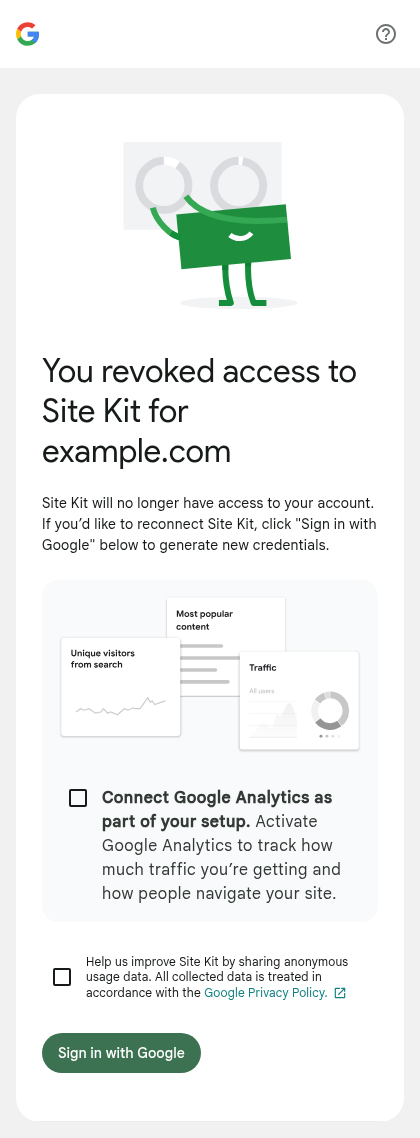 You revoked access to
Site Kit for
example.com
Site Kit will no longer have access to your account.
If you’d like to reconnect Site Kit, click "Sign in with
Google" below to generate new credentials.
Most popular
content
Unique visitors
from search
Traffic
All users
Connect Google Analytics as
part of your setup. Activate
Google Analytics to track how
much traffic you’re getting and
how people navigate your site.
Help us improve Site Kit by sharing anonymous
usage data. All collected data is treated in
accordance with the Google Privacy Policy.
Sign in with Google